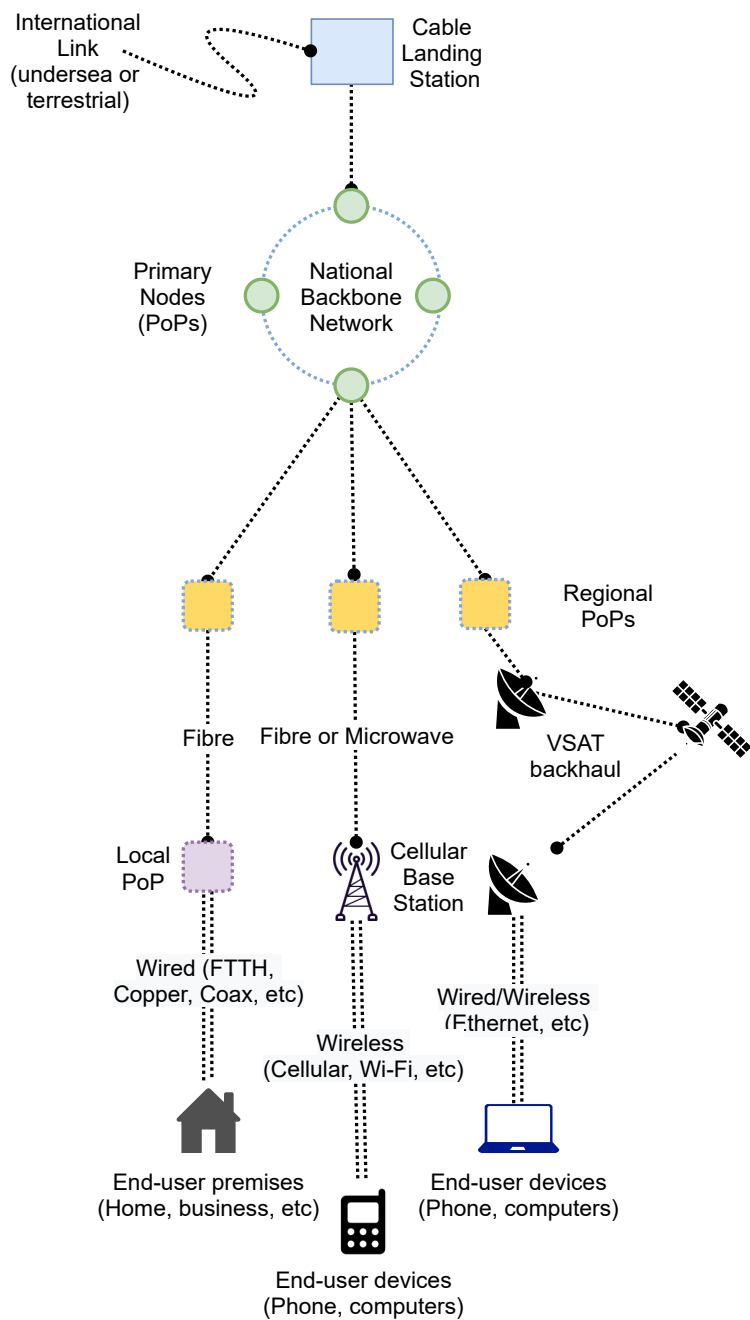 International
Link
(undersea or
terrestrial)
Cable
Landing
Station
Primary
Nodes
(PoPs)
National
Backbone
Network
Regional
PoPs
Fibre
Fibre or Microwave
VSAT
backhaul
Local
PoP
Cellular
Base
Station
Wired (FTTH,
Copper, Coax, etc)
Wired/Wireless
(Ethernet, etc)
Wireless
(Cellular, Wi-Fi, etc)
End-user premises
(Home, business, etc)
End-user devices
(Phone, computers)
End-user devices
(Phone, computers)